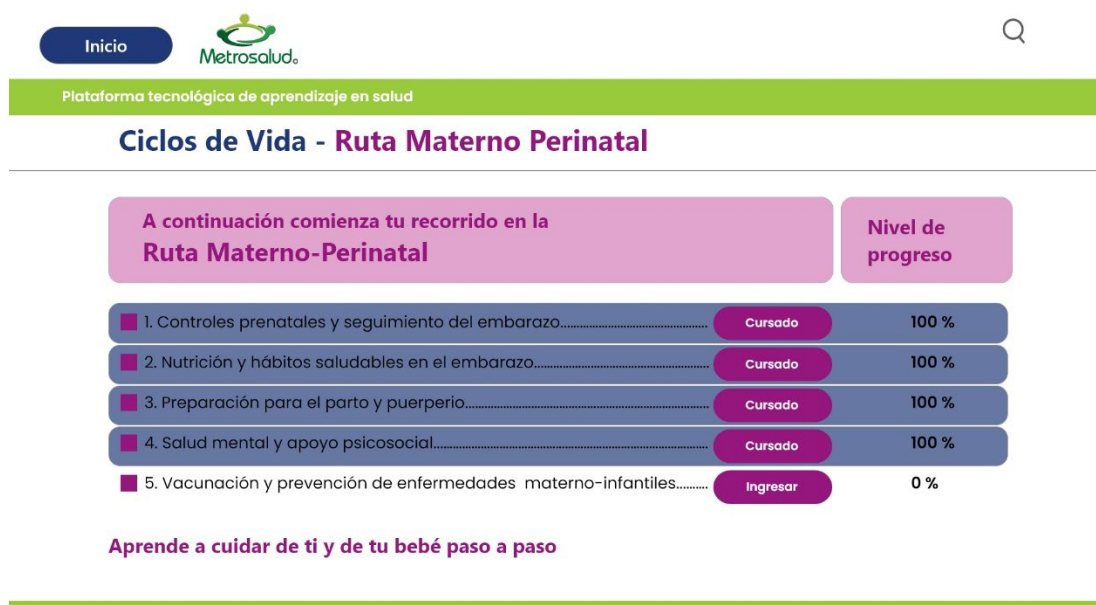 Inicio
Metrosalud
Plataforma tecnológica de aprendizaje en salud
Ciclos de Vida - Ruta Materno Perinatal
A continuación comienza tu recorrido en la
Ruta Materno-Perinatal
Nivel de
progreso
1. Controles prenatales y seguimiento del embarazo............................................. Cursado 100 %
2. Nutrición y hábitos saludables en el embarazo...................................................... Cursado 100 %
3. Preparación para el parto y puerperio.......................................................................... Cursado 100 %
4. Salud mental y apoyo psicosocial................................................................................... Cursado 100 %
5. Vacunación y prevención de enfermedades materno-infantiles.......... Ingresar 0 %
Aprende a cuidar de ti y de tu bebé paso a paso